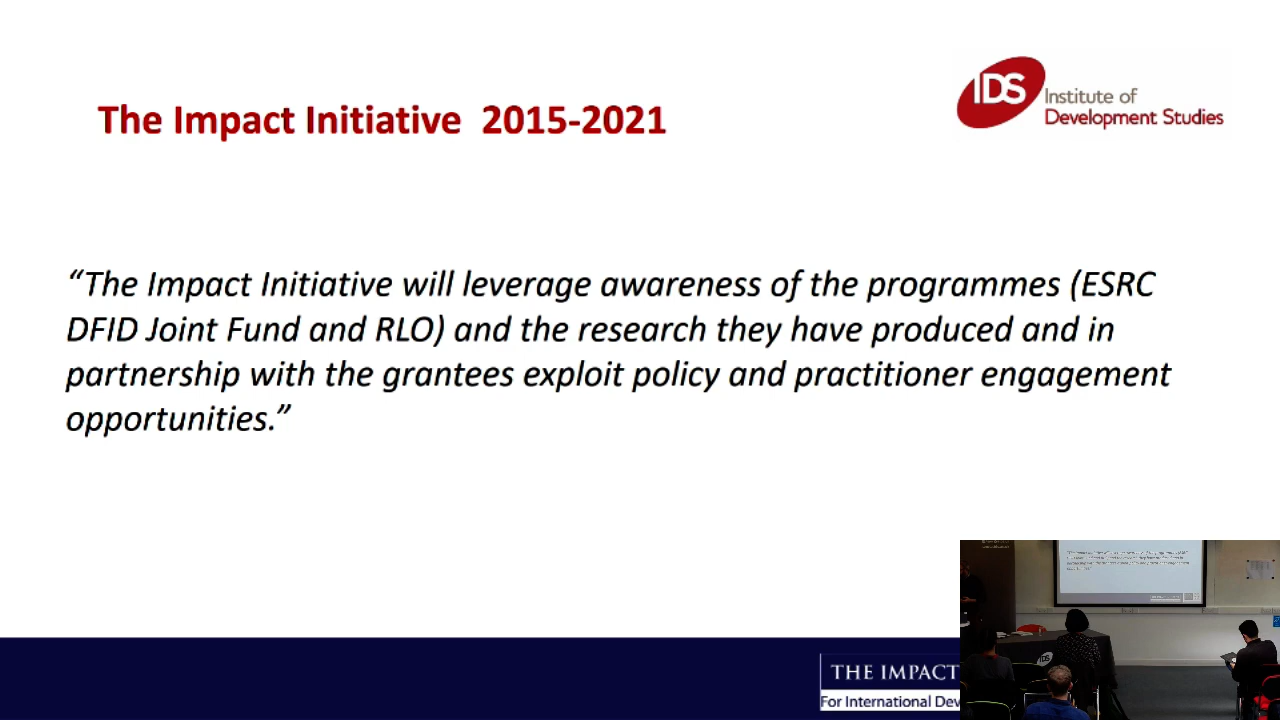 The Impact Initiative 2015-2021
IDS
Institute of
Development Studies
“The Impact Initiative will leverage awareness of the programmes (ESRC
DFID Joint Fund and RLO) and the research they have produced and in
partnership with the grantees exploit policy and practitioner engagement
opportunities.”
THE IMPACT
For International Dev
IDS